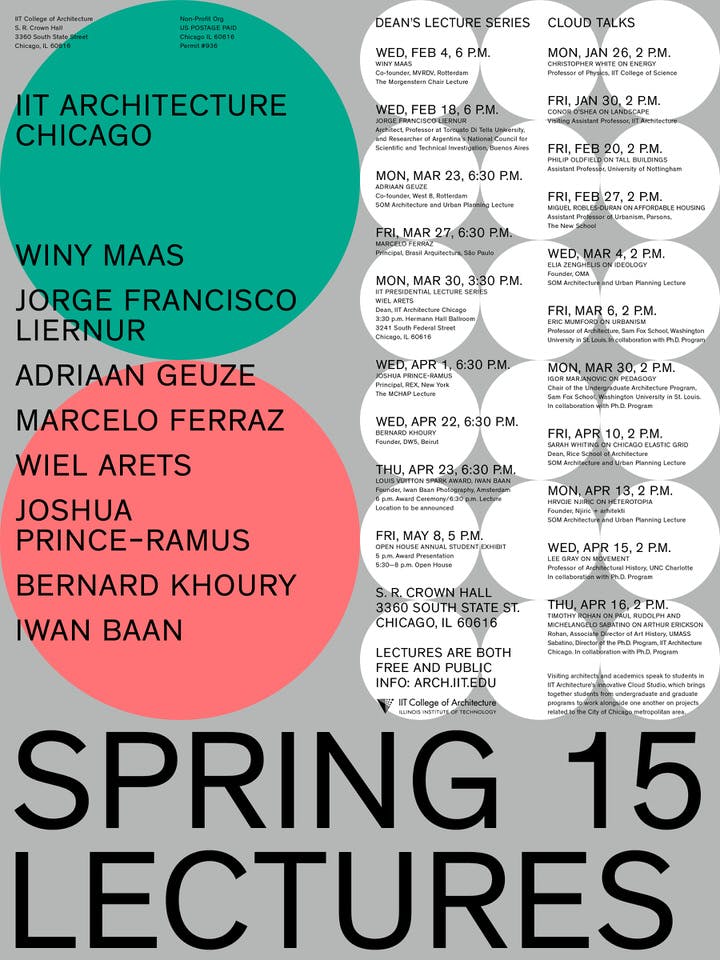 IIT College of Architecture
S. R. Crown Hall
3360 South State Street
Chicago, IL 60616
Non-Profit Org
US POSTAGE PAID
Chicago IL 60616
Permit #936
IIT ARCHITECTURE
CHICAGO
WINY MAAS
JORGE FRANCISCO
LIERNUR
ADRIAAN GEUZE
MARCELO FERRAZ
WIEL ARETS
JOSHUA
PRINCE–RAMUS
BERNARD KHOURY
IWAN BAAN
DEAN'S LECTURE SERIES
WED, FEB 4, 6 P.M.
WINY MAAS
Co-founder, MVRDV, Rotterdam
The Morgenstern Chair Lecture
WED, FEB 18, 6 P.M.
JORGE FRANCISCO LIERNUR
Architect, Professor at Torcuato Di Tella University,
and Researcher of Argentina's National Council for
Scientific and Technical Investigation, Buenos Aires
MON, MAR 23, 6:30 P.M.
ADRIAAN GEUZE
Co-founder, West 8, Rotterdam
SOM Architecture and Urban Planning Lecture
FRI, MAR 27, 6:30 P.M.
MARCELO FERRAZ
Principal, Brasil Arquitectura, São Paulo
MON, MAR 30, 3:30 P.M.
IIT PRESIDENTIAL LECTURE SERIES
WIEL ARETS
Dean, IIT Architecture Chicago
3:30 p.m. Hermann Hall Ballroom
3241 South Federal Street
Chicago, IL 60616
WED, APR 1, 6:30 P.M.
JOSHUA PRINCE-RAMUS
Principal, REX, New York
The MCHAP Lecture
WED, APR 22, 6:30 P.M.
BERNARD KHOURY
Founder, DW5, Beirut
THU, APR 23, 6:30 P.M.
LOUIS VUITTON SPARK AWARD, IWAN BAAN
Founder, Iwan Baan Photography, Amsterdam
6 p.m. Award Ceremony/6:30 p.m. Lecture
Location to be announced
FRI, MAY 8, 5 P.M.
OPEN HOUSE ANNUAL STUDENT EXHIBIT
5 p.m. Award Presentation
5:30—8 p.m. Open House
S. R. CROWN HALL
3360 SOUTH STATE ST.
CHICAGO, IL 60616
LECTURES ARE BOTH
FREE AND PUBLIC
INFO: ARCH.IIT.EDU
IIT College of Architecture
ILLINOIS INSTITUTE OF TECHNOLOGY
CLOUD TALKS
MON, JAN 26, 2 P.M.
CHRISTOPHER WHITE ON ENERGY
Professor of Physics, IIT College of Science
FRI, JAN 30, 2 P.M.
CONOR O'SHEA ON LANDSCAPE
Visiting Assistant Professor, IIT Architecture
FRI, FEB 20, 2 P.M.
PHILIP OLDFIELD ON TALL BUILDINGS
Assistant Professor, University of Nottingham
FRI, FEB 27, 2 P.M.
MIGUEL ROBLES-DURAN ON AFFORDABLE HOUSING
Assistant Professor of Urbanism, Parsons,
The New School
WED, MAR 4, 2 P.M.
ELIA ZENGHELIS ON IDEOLOGY
Founder, OMA
SOM Architecture and Urban Planning Lecture
FRI, MAR 6, 2 P.M.
ERIC MUMFORD ON URBANISM
Professor of Architecture, Sam Fox School, Washington
University in St. Louis. In collaboration with Ph.D. Program
MON, MAR 30, 2 P.M.
IGOR MARJANOVIC ON PEDAGOGY
Chair of the Undergraduate Architecture Program,
Sam Fox School, Washington University in St. Louis.
In collaboration with Ph.D. Program
FRI, APR 10, 2 P.M.
SARAH WHITING ON CHICAGO ELASTIC GRID
Dean, Rice School of Architecture
SOM Architecture and Urban Planning Lecture
MON, APR 13, 2 P.M.
HRVOJE NJIRIC ON HETEROTOPIA
Founder, Njiric + arhitekti
SOM Architecture and Urban Planning Lecture
WED, APR 15, 2 P.M.
LEE GRAY ON MOVEMENT
Professor of Architectural History, UNC Charlotte
In collaboration with Ph.D. Program
THU, APR 16, 2 P.M.
TIMOTHY ROHAN ON PAUL RUDOLPH AND
MICHELANGELO SABATINO ON ARTHUR ERICKSON
Rohan, Associate Director of Art History, UMASS
Sabatino, Director of the Ph.D. Program, IIT Architecture
Chicago. In collaboration with Ph.D. Program
Visiting architects and academics speak to students in
IIT Architecture's innovative Cloud Studio, which brings
together students from undergraduate and graduate
programs to work alongside one another on projects
related to the City of Chicago metropolitan area.
SPRING 15
LECTURES